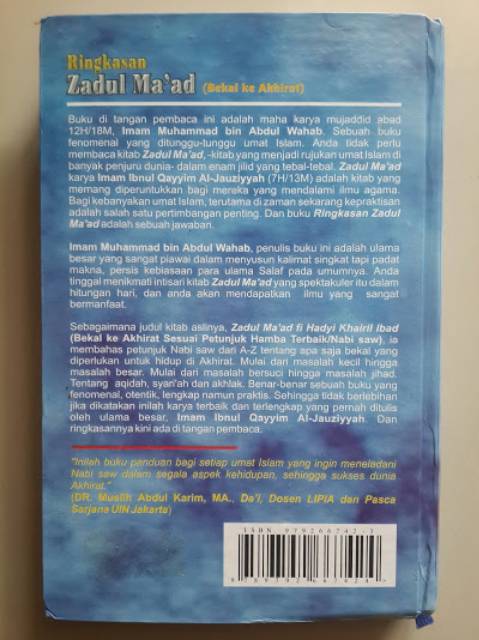 Ringkasan
Zadul Ma'ad (Bekal ke Akhirat)
Buku di tangan pembaca ini adalah maha karya mujaddid abad
12H/18M, Imam Muhammad bin Abdul Wahab. Sebuah buku
fenomenal yang ditunggu-tunggu umat Islam. Anda tidak perlu
membaca kitab Zadul Ma'ad, -kitab yang menjadi rujukan umat Islam di
banyak penjuru dunia- dalam enam jilid yang tebal-tebal. Zadul Ma'ad
karya Imam Ibnul Qayyim Al-Jauziyyah (7H/13M) adalah kitab yang
memang diperuntukkan bagi mereka yang mendalami ilmu agama.
Bagi kebanyakan umat Islam, terutama di zaman sekarang kepraktisan
adalah salah satu pertimbangan penting. Dan buku Ringkasan Zadul
Ma'ad adalah sebuah jawaban.
Imam Muhammad bin Abdul Wahab, penulis buku ini adalah ulama
besar yang sangat piawai dalam menyusun kalimat singkat tapi padat
makna, persis kebiasaan para ulama Salaf pada umumnya. Anda
tinggal menikmati intisari kitab Zadul Ma'ad yang spektakuler itu dalam
hitungan hari, dan anda akan mendapatkan ilmu yang sangat
bermanfaat.
Sebagaimana judul kitab aslinya, Zadul Ma'ad fi Hadyi Khairil Ibad
(Bekal ke Akhirat Sesuai Petunjuk Hamba Terbaik/Nabi saw), ia
membahas petunjuk Nabi saw dari A-Z tentang apa saja bekal yang
diperlukan untuk hidup di Akhirat. Mulai dari masalah kecil hingga
masalah besar. Mulai dari masalah bersuci hingga masalah jihad.
Tentang aqidah, syari'ah dan akhlak. Benar-benar sebuah buku yang
fenomenal, otentik, lengkap namun praktis. Sehingga tidak berlebihan
jika dikatakan inilah karya terbaik dan terlengkap yang pernah ditulis
oleh ulama besar, Imam Ibnul Qayyim Al-Jauziyyah. Dan
ringkasannya kini ada di tangan pembaca.
"Inilah buku panduan bagi setiap umat Islam yang ingin meneladani
Nabi saw dalam segala aspek kehidupan, sehingga sukses dunia
Akhirat."
(DR. Muslih Abdul Karim, MA., Da'i, Dosen LIPIA dan Pasca
Sarjana UIN Jakarta)